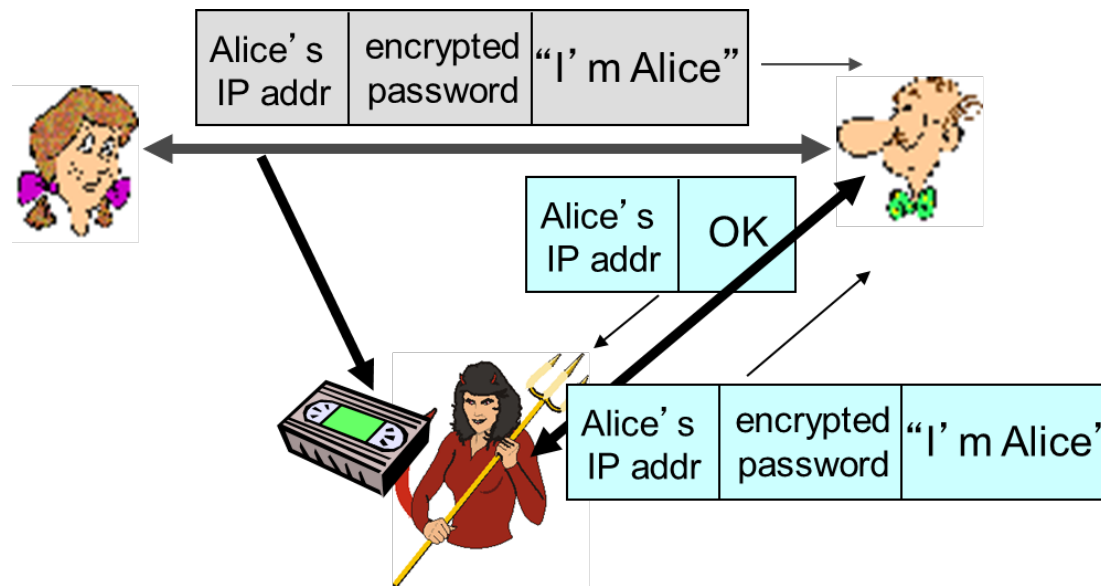 Alice’ s
IP addr
encrypted
password
“I’ m Alice”
Alice’ s
IP addr
OK
Alice’ s
IP addr
encrypted
password
“I’ m Alice”